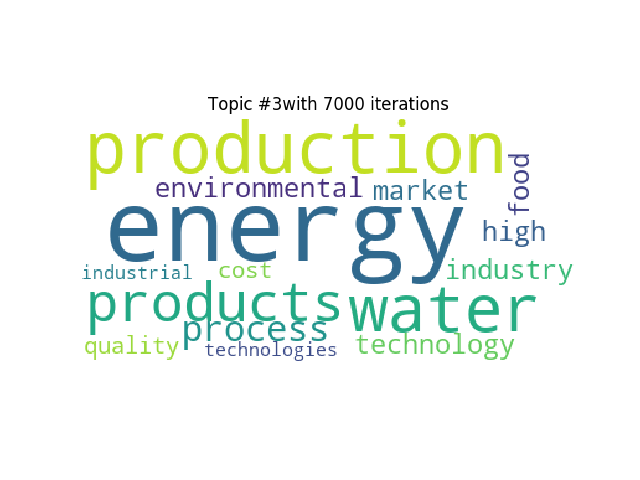 Topic #3with 7000 iterations
production
food
environmental market
energy high
industrial cost industry
products water
process
quality technologies technology